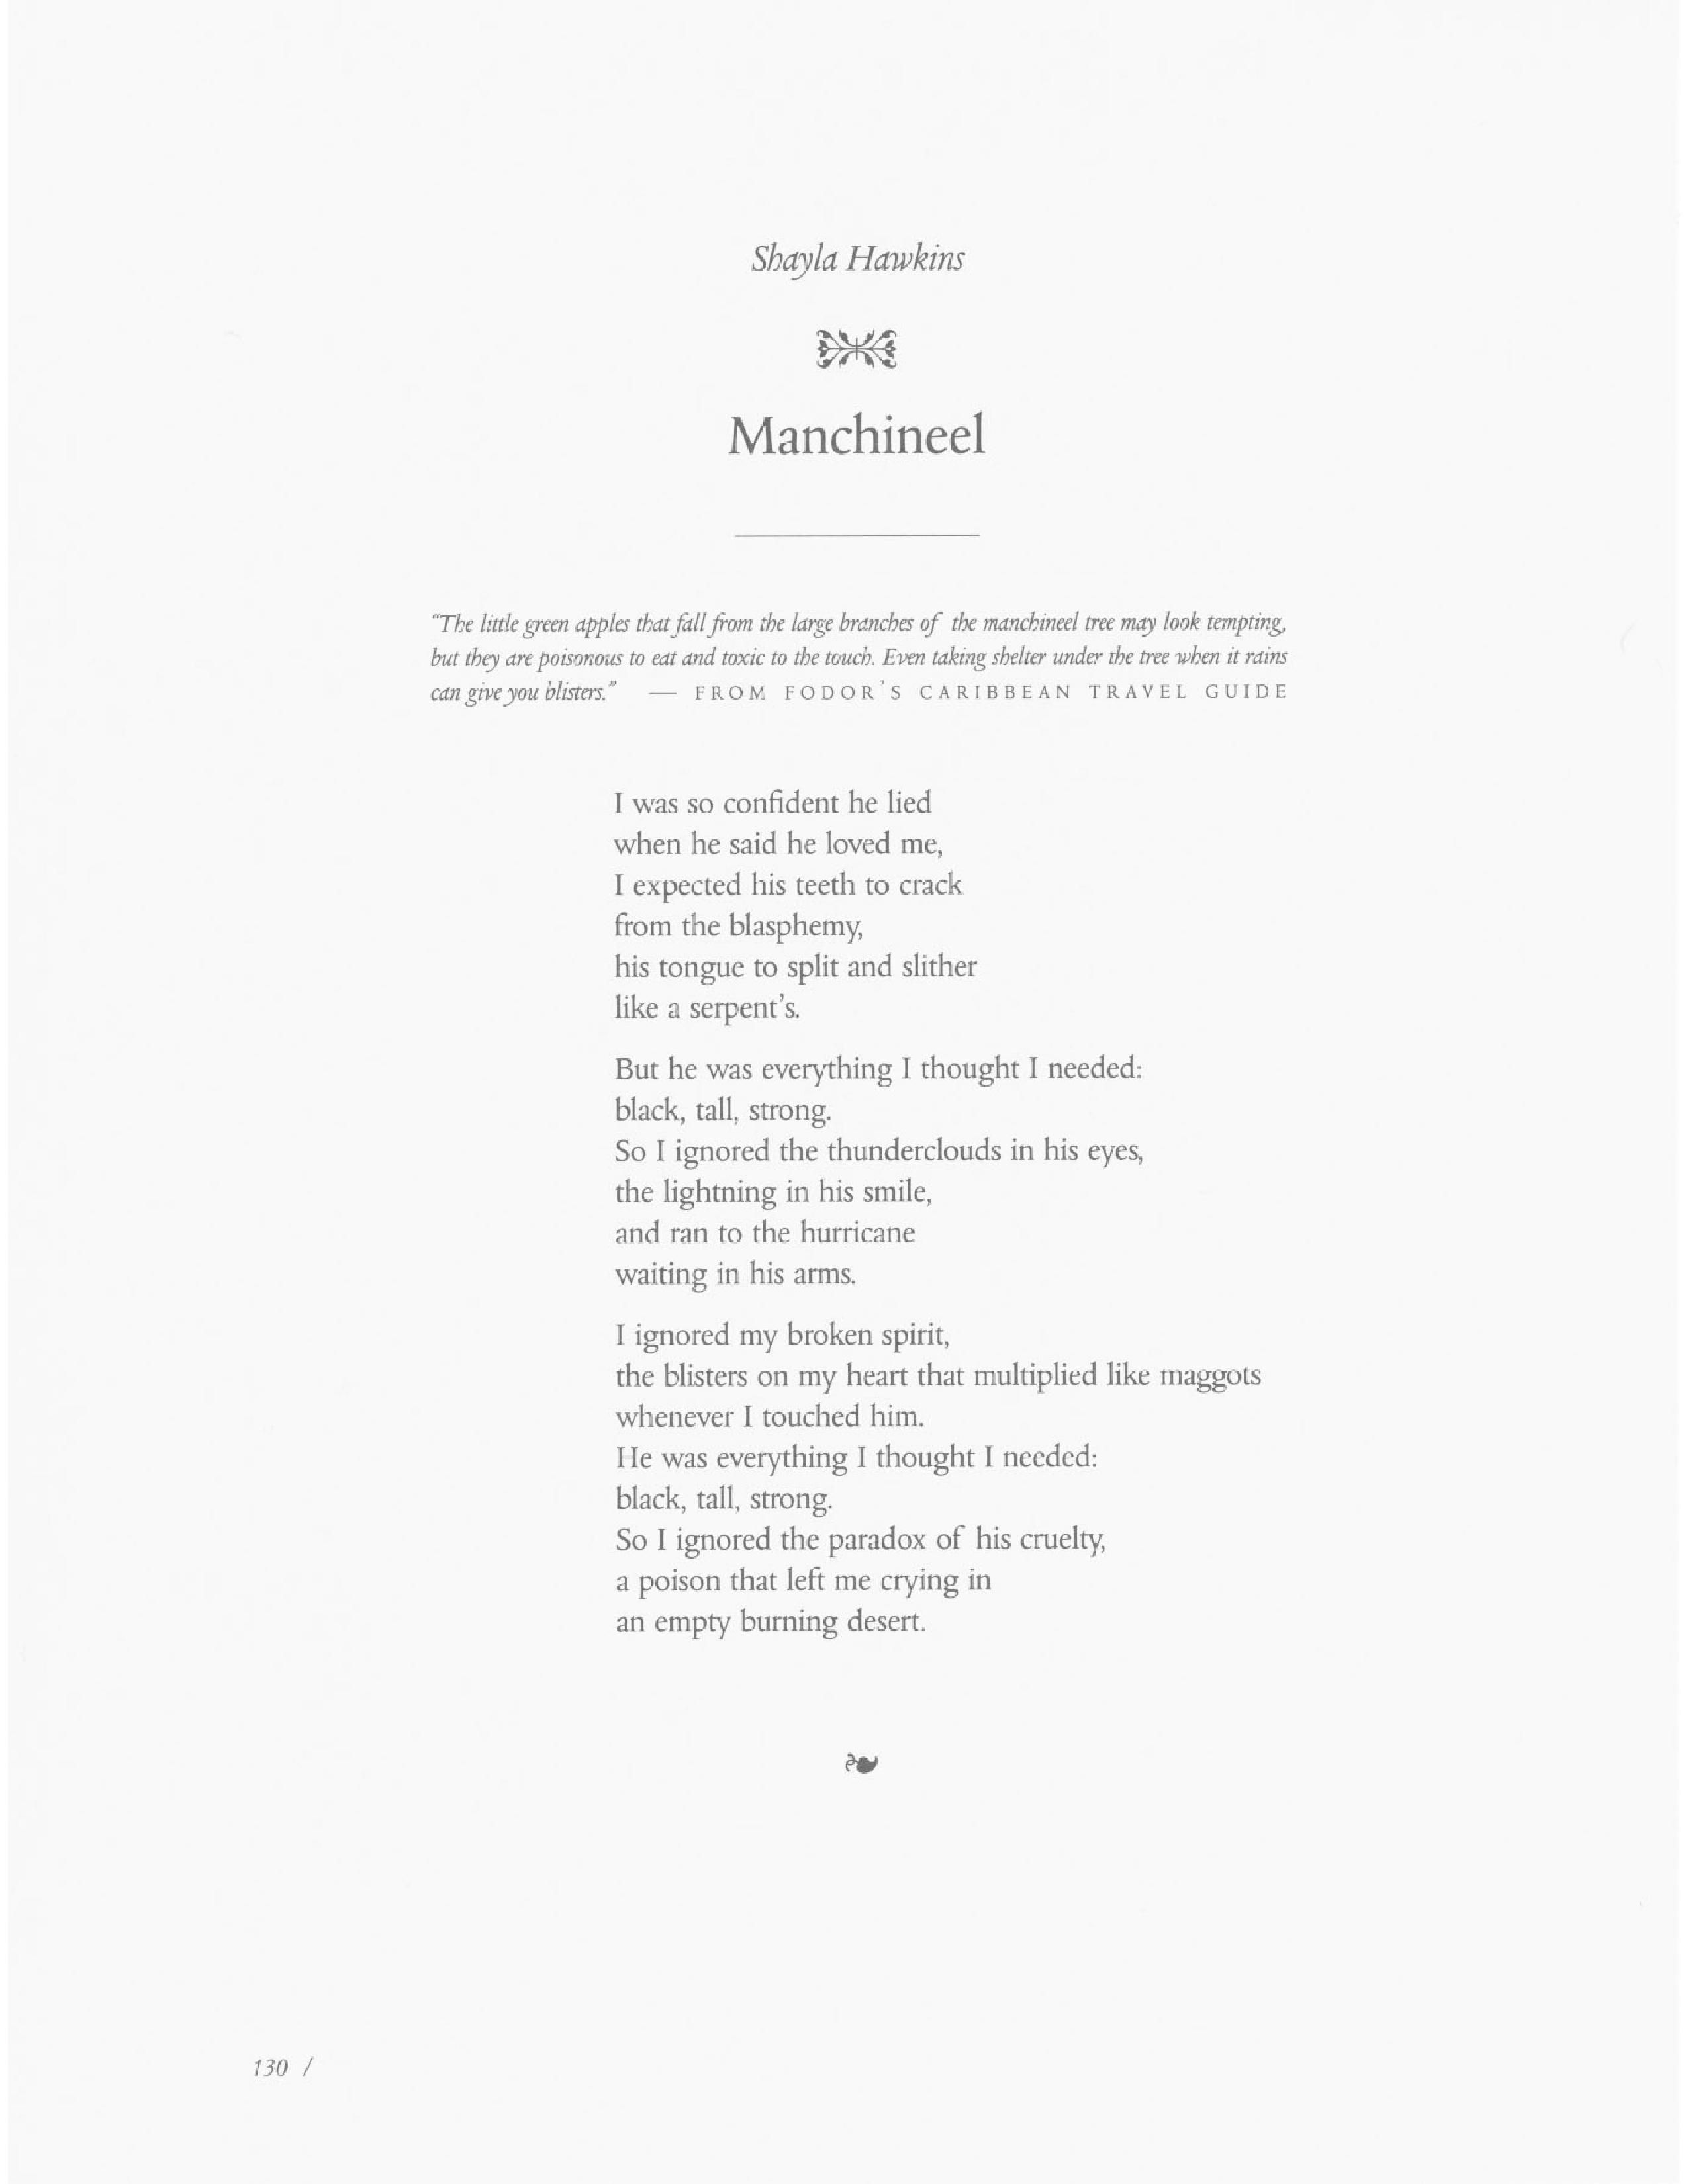 Shayla Hawkins
Manchineel
“The little green apples that fall from the large branches of the manchineel tree may look tempting,
but they are poisonous to eat and toxic to the touch. Even taking shelter under the tree when it rains
can give you blisters.” — FROM FODOR'S CARIBBEAN TRAVEL GUIDE
I was so confident he lied
when he said he loved me,
I expected his teeth to crack
from the blasphemy,
his tongue to split and slither
like a serpent’s.
But he was everything I thought I needed:
black, tall, strong.
So I ignored the thunderclouds in his eyes,
the lightning in his smile,
and ran to the hurricane
waiting in his arms.
I ignored my broken spirit,
the blisters on my heart that multiplied like maggots
whenever I touched him.
He was everything I thought I needed:
black, tall, strong.
So I ignored the paradox of his cruelty,
a poison that left me crying in
an empty burning desert.
130 /